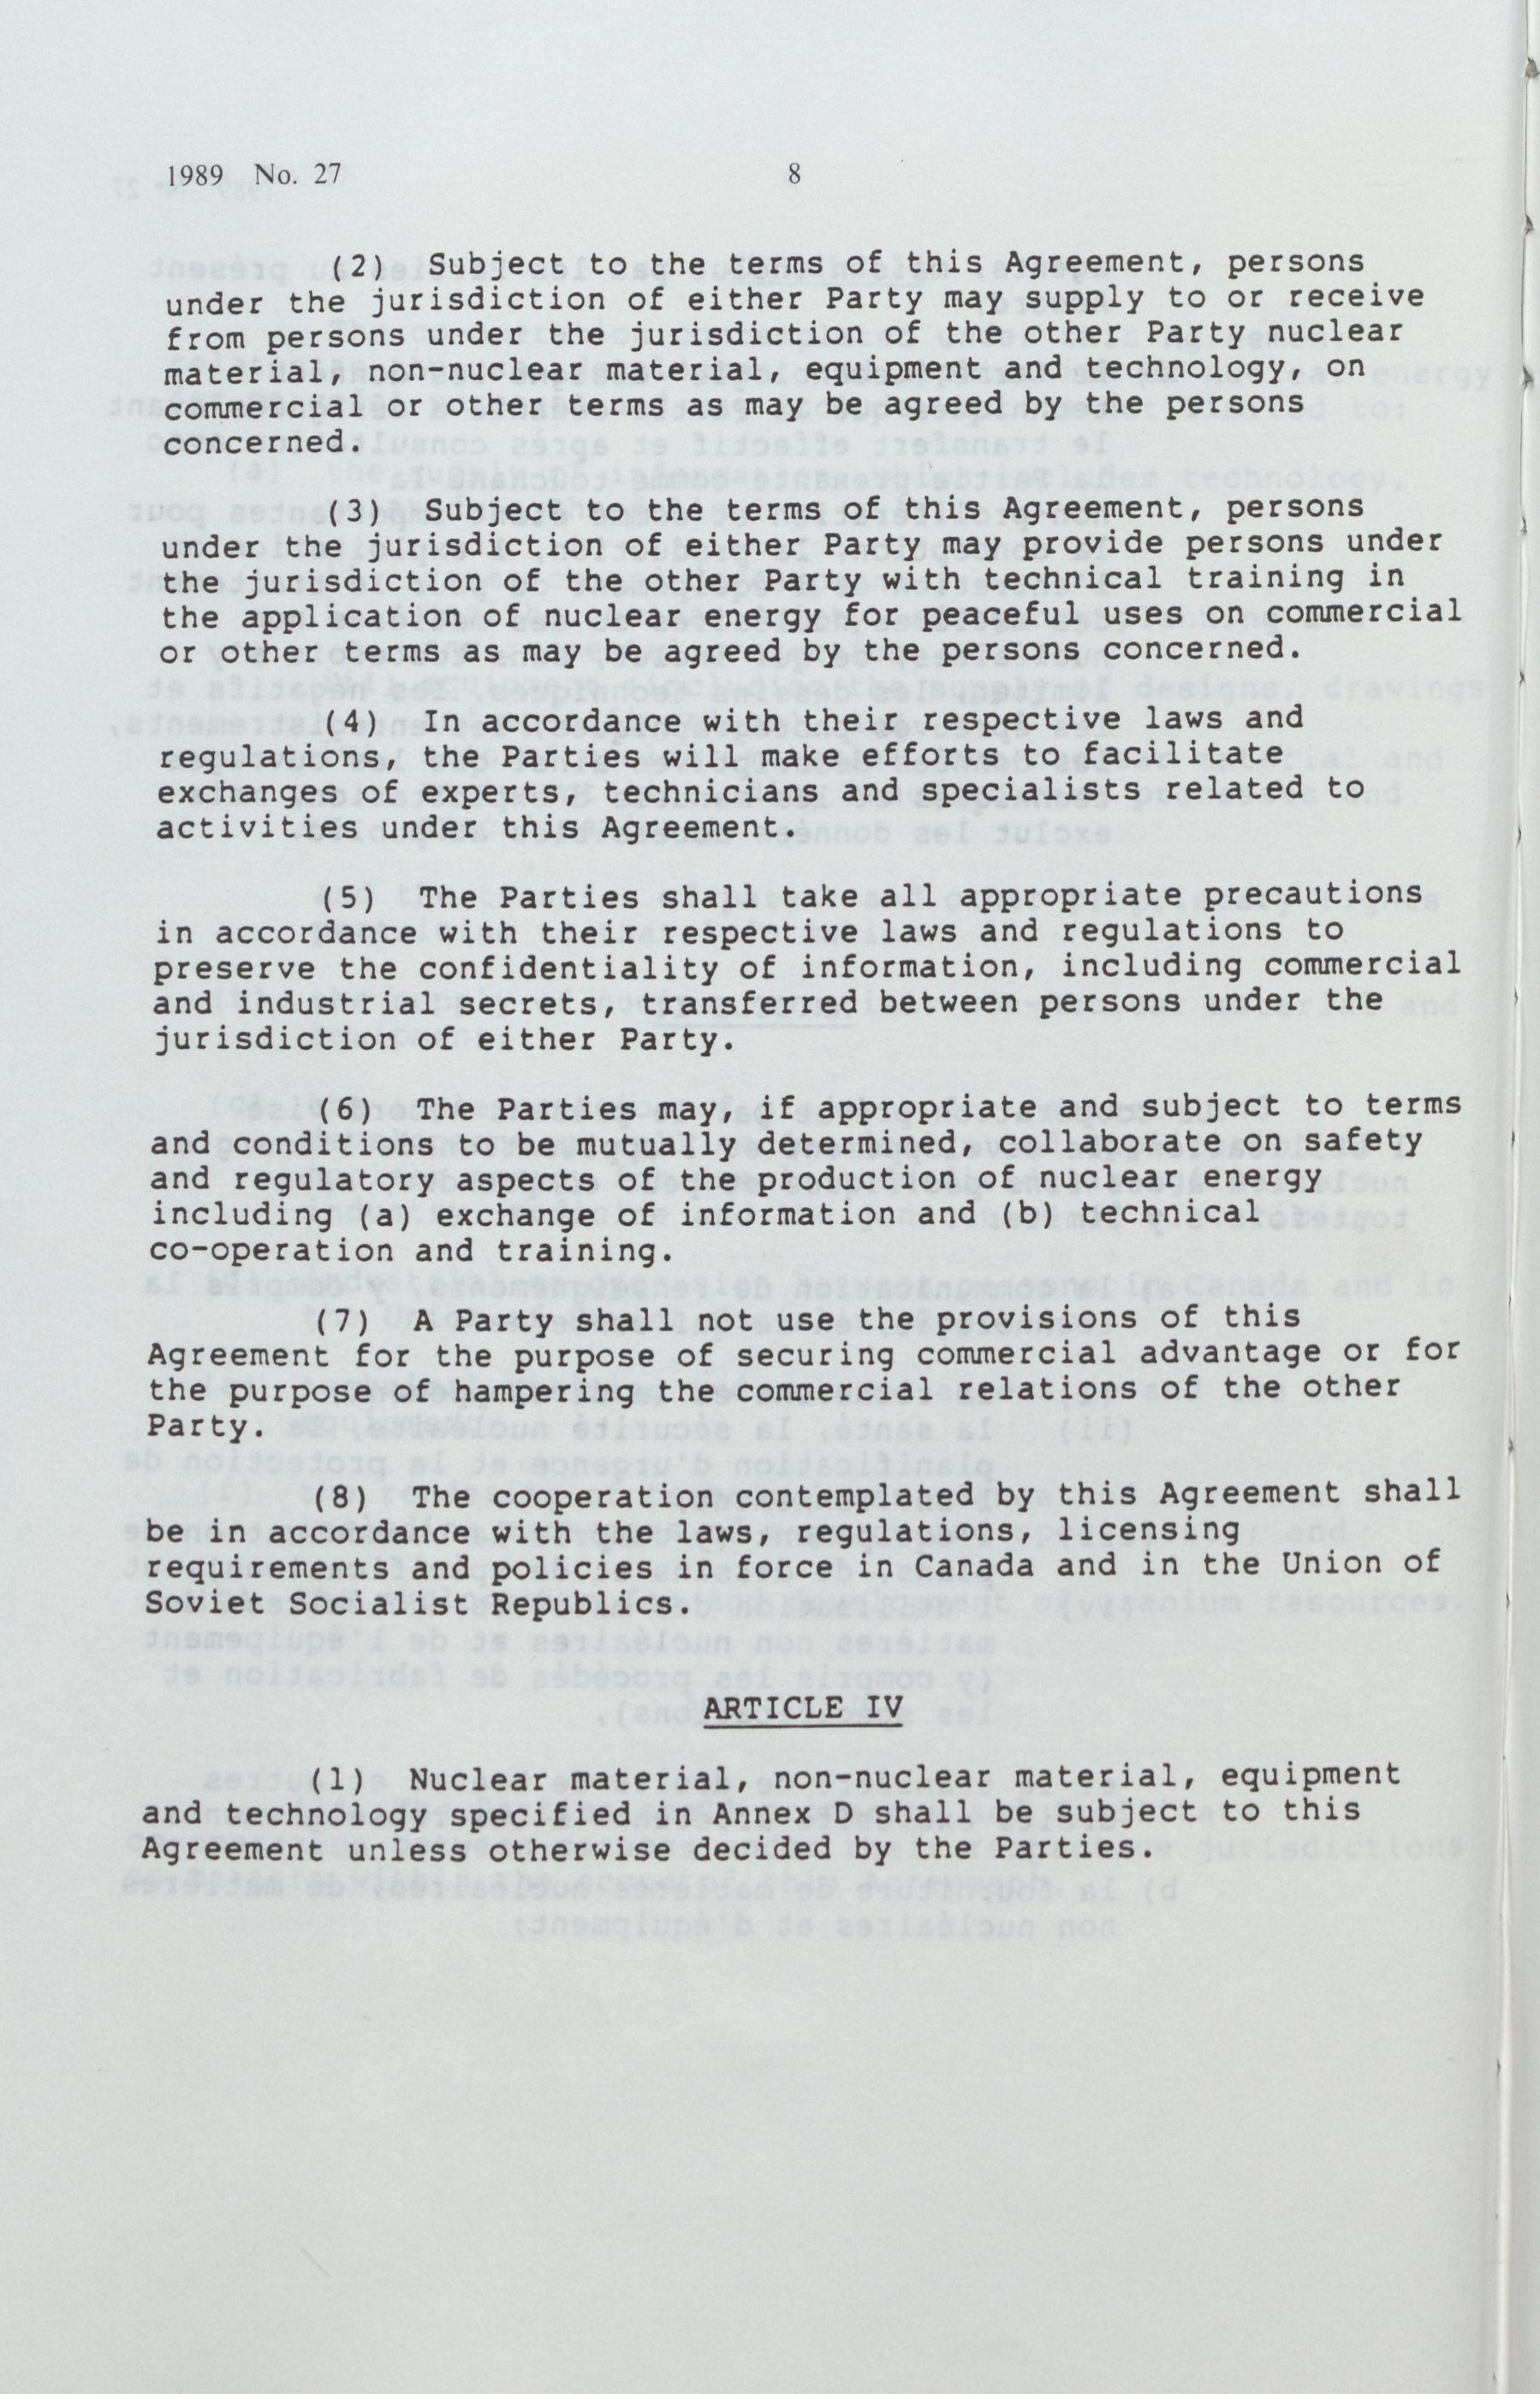 1989 No. 27
8
(2) Subject to the terms of this Agreement, persons
under the jurisdiction of either Party may supply to or receive
from persons under the jurisdiction of the other Party nuclear
material, non-nuclear material, equipment and technology, on
commercial or other terms as may be agreed by the persons
concerned.
(3) Subject to the terms of this Agreement, persons
under the jurisdiction of either Party may provide persons under
the jurisdiction of the other Party with technical training in
the application of nuclear energy for peaceful uses on commercial
or other terms as may be agreed by the persons concerned.
(4) In accordance with their respective laws and
regulations, the Parties will make efforts to facilitate
exchanges of experts, technicians and specialists related to
activities under this Agreement.
(5) The Parties shall take all appropriate precautions
in accordance with their respective laws and regulations to
preserve the confidentiality of information, including commercial
and industrial secrets, transferred between persons under the
jurisdiction of either Party.
(6) The Parties may, if appropriate and subject to terms
and conditions to be mutually determined, collaborate on safety
and regulatory aspects of the production of nuclear energy
including (a) exchange of information and (b) technical
co-operation and training.
(7) A Party shall not use the provisions of this
Agreement for the purpose of securing commercial advantage or for
the purpose of hampering the commercial relations of the other
Party.
(8) The cooperation contemplated by this Agreement shall
be in accordance with the laws, regulations, licensing
requirements and policies in force in Canada and in the Union of
Soviet Socialist Republics.
ARTICLE IV
(1) Nuclear material, non-nuclear material, equipment
and technology specified in Annex D shall be subject to this
Agreement unless otherwise decided by the Parties.